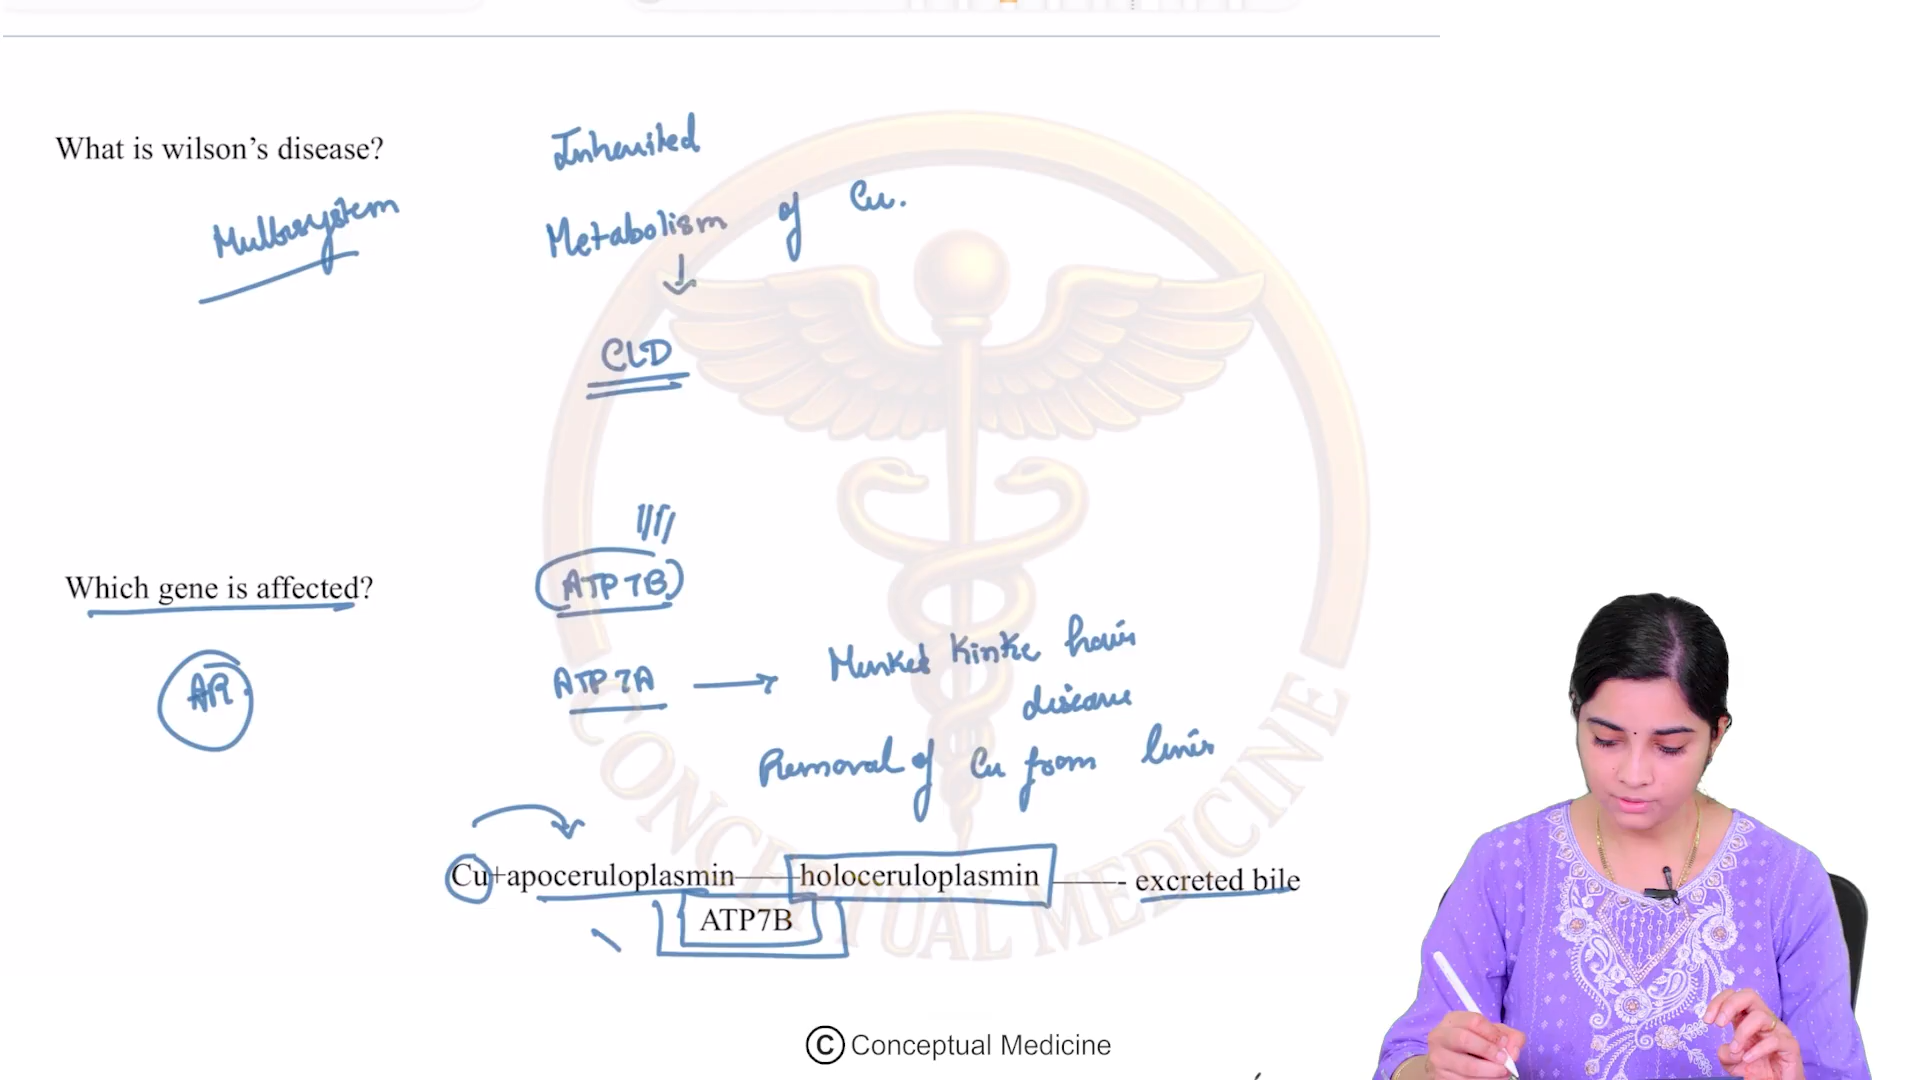 What is wilson's disease?
Inherited
Multisystem
Metabolism of Cu.
CLD
Which gene is affected?
ATP7B
AR
ATP7A → Menkes Kinke hair
disease
Removal of Cu from liver
Cu+apoceruloplasmin——holoceruloplasmin——- excreted bile
ATP7B
CONCEPTUAL MEDICINE
© Conceptual Medicine